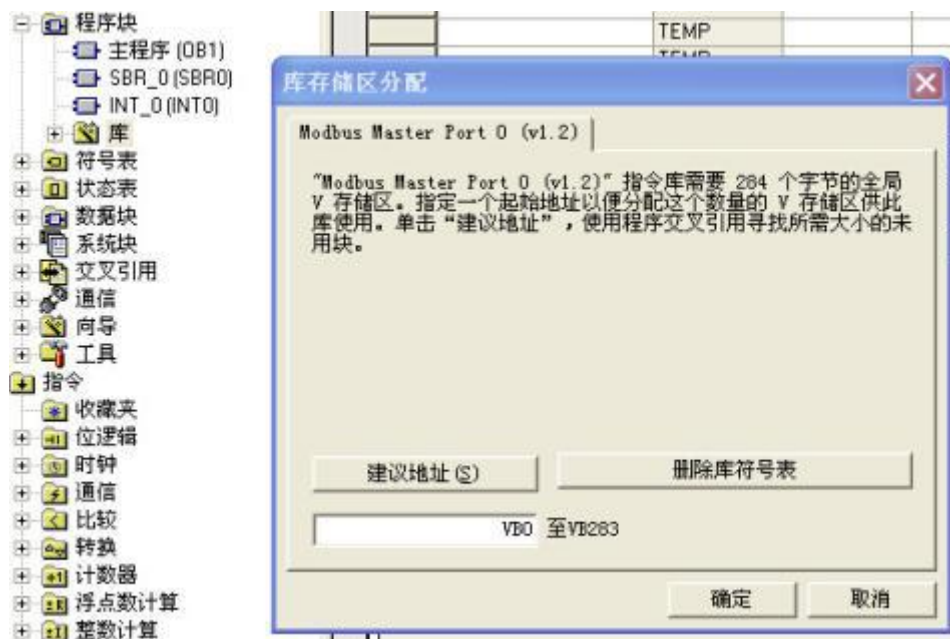 程序块
主程序 (OB1)
SBR_0 (SBR0)
INT_0 (INT0)
库
符号表
状态表
数据块
系统块
交叉引用
通信
向导
工具
指令
收藏夹
位逻辑
时钟
通信
比较
转换
计数器
浮点数计算
整数计算
TEMP
TEMP
库存储区分配
Modbus Master Port 0 (v1.2)
“Modbus Master Port 0 (v1.2)” 指令库需要 284 个字节的全局
V 存储区。指定一个起始地址以便分配这个数量的 V 存储区供此
库使用。单击“建议地址”，使用程序交叉引用寻找所需大小的未
用块。
建议地址(S)
删除库符号表
VB0 至VB283
确定
取消